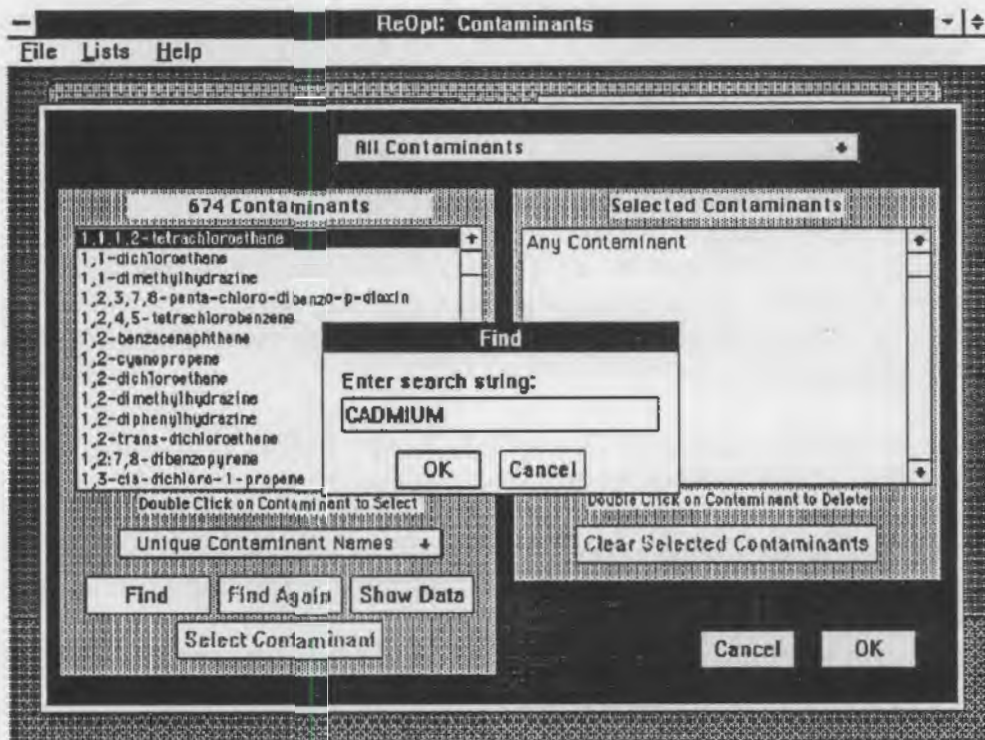 ReOpt: Contaminants
File Lists Help
All Contaminants
674 Contaminants
1,1,1,2-tetrachloroethane
1,1-dichloroethane
1,1-dimethylhydrazine
1,2,3,7,8-penta-chloro-dibenzo-p-dioxin
1,2,4,5-tetrachlorobenzene
1,2-benzacenaphthene
1,2-cyanopropene
1,2-dichloroethane
1,2-dimethylhydrazine
1,2-diphenylhydrazine
1,2-trans-dichloroethane
1,2:7,8-dibenzopyrene
1,3-cis-dichloro-1-propene
Double Click on Contaminant to Select
Unique Contaminant Names
Find Find Again Show Data
Select Contaminant
Selected Contaminants
Any Contaminant
Double Click on Contaminant to Delete
Clear Selected Contaminants
Find
Enter search string:
CADMIUM
OK Cancel
Cancel OK